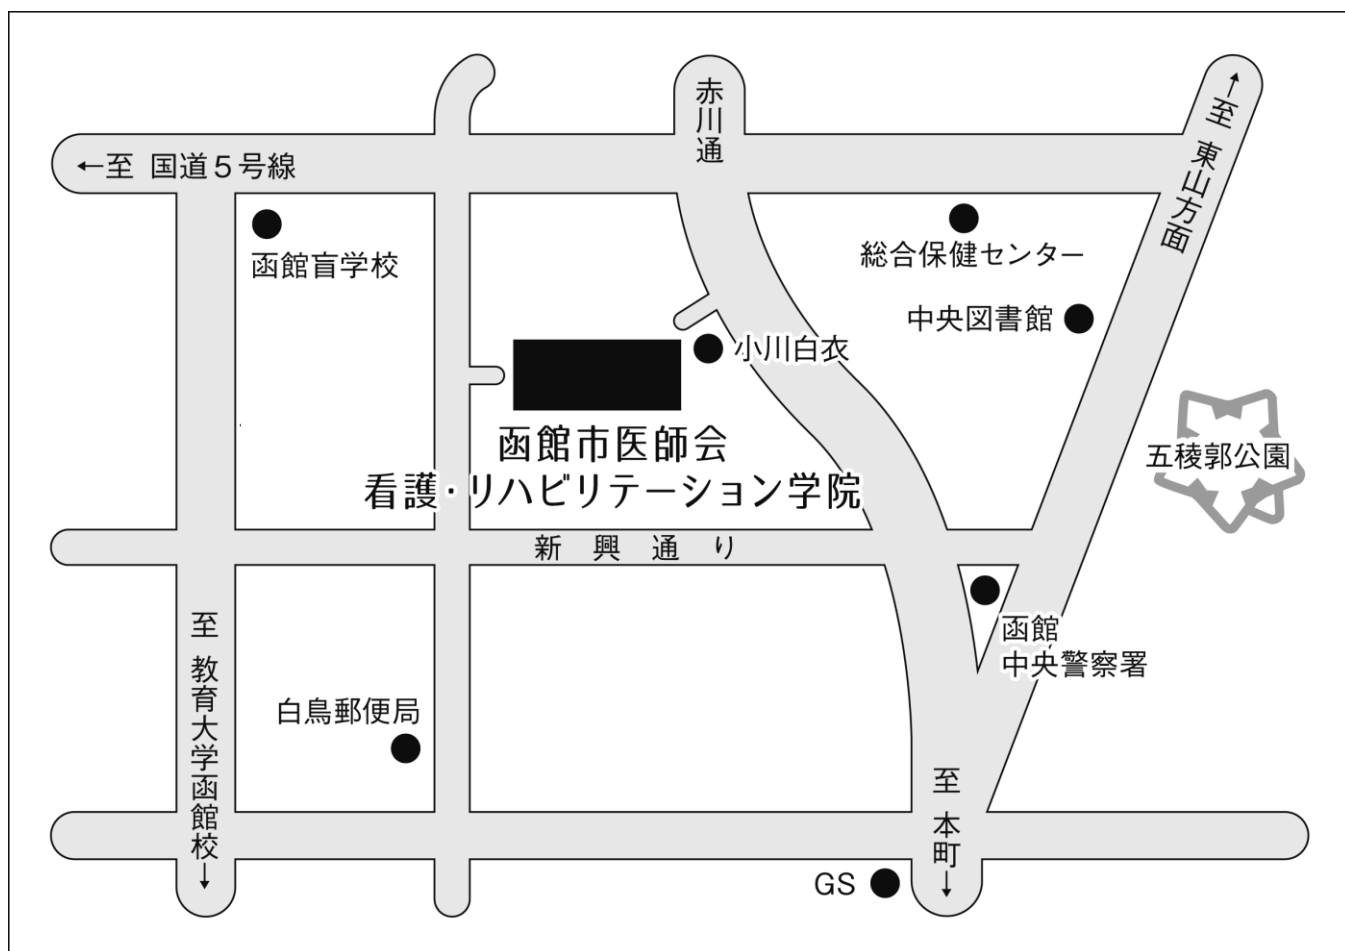 赤川通
←至 国道5号線
←至 東山方面
函館盲学校
総合保健センター
中央図書館
小川白衣
函館市医師会
看護・リハビリテーション学院
五稜郭公園
新興通り
函館
中央警察署
至 教育大学函館校→
白鳥郵便局
至 本町→
GS